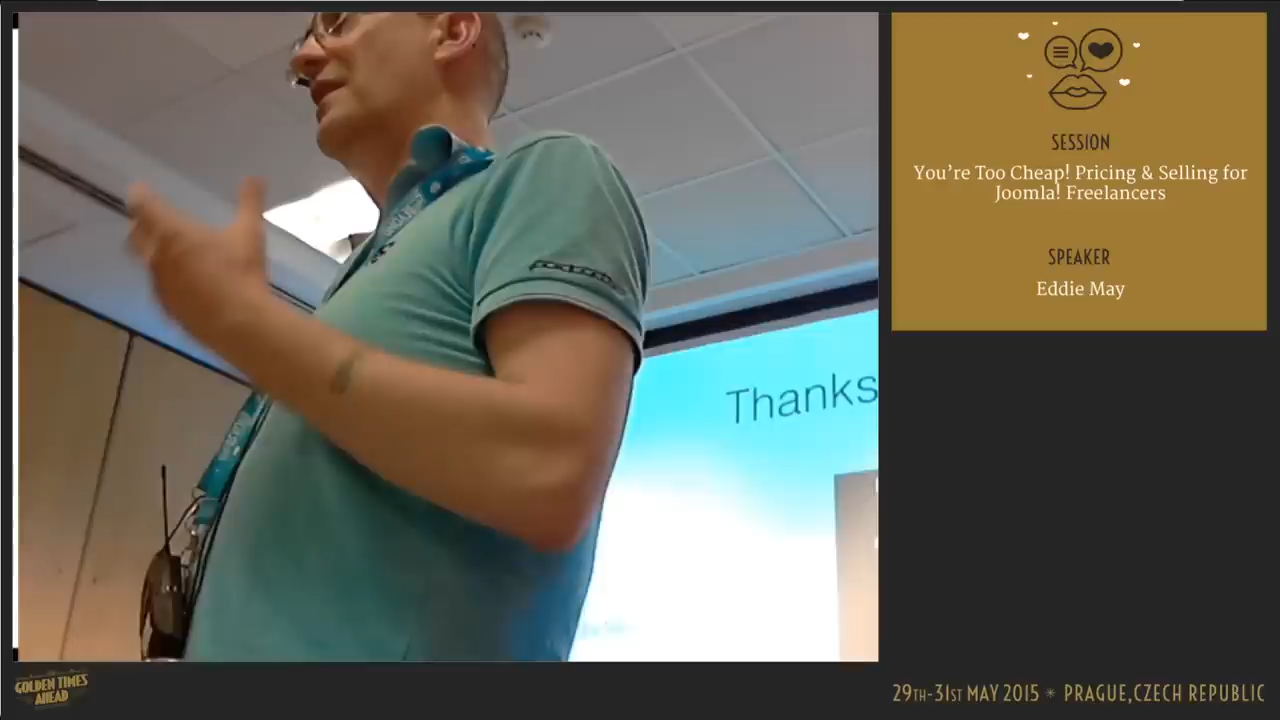 SESSION
You’re Too Cheap! Pricing & Selling for
Joomla! Freelancers
SPEAKER
Eddie May
Thanks
GOLDEN TIMES
AHEAD
29TH-31ST MAY 2015 * PRAGUE,CZECH REPUBLIC